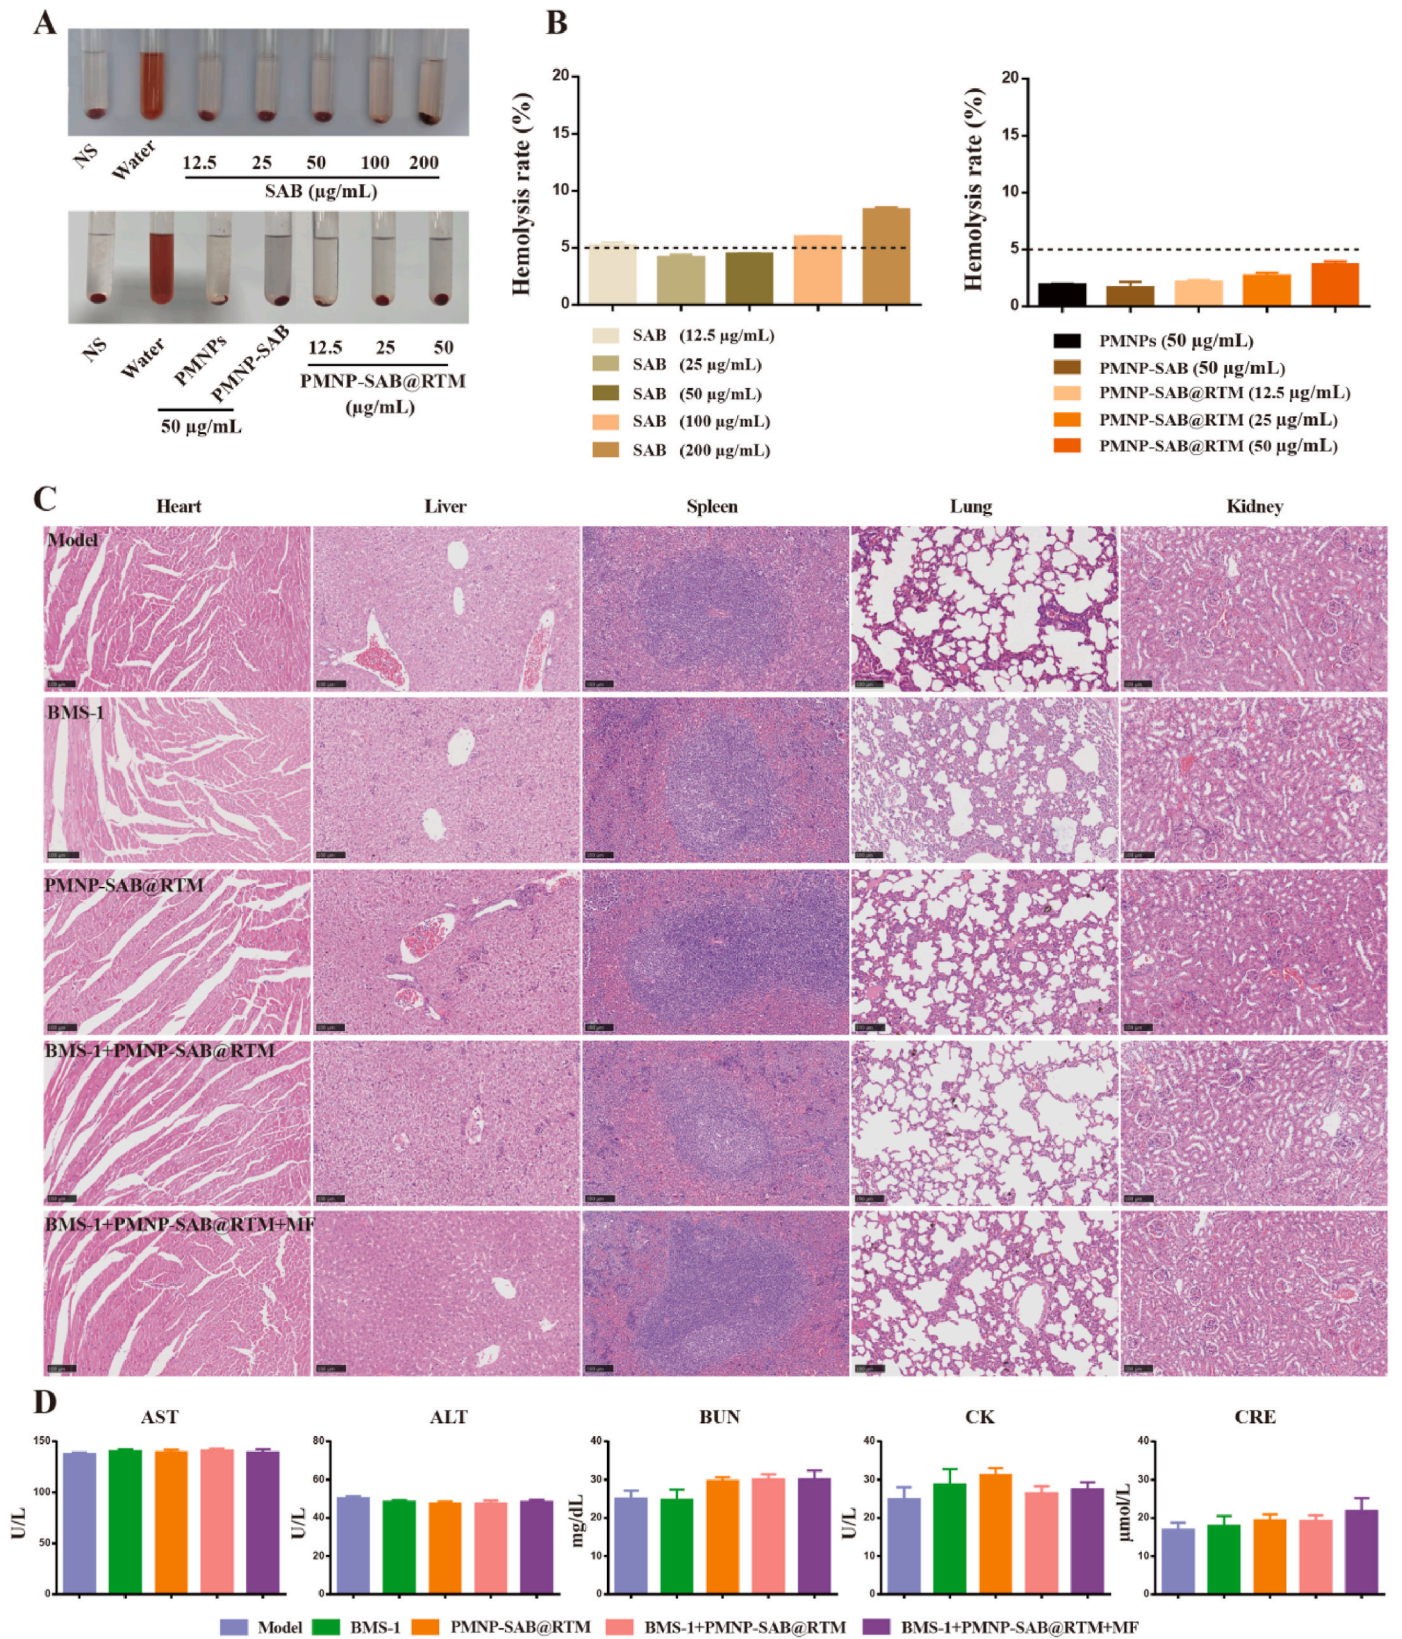 A
NS
Water
12.5 25 50 100 200
SAB (µg/mL)
NS
Water
PMNPs
PMNP-SAB
12.5 25 50
PMNP-SAB@RTM
(µg/mL)
50 µg/mL
B
Hemolysis rate (%)
20
15
10
5
0
SAB (12.5 µg/mL)
SAB (25 µg/mL)
SAB (50 µg/mL)
SAB (100 µg/mL)
SAB (200 µg/mL)
Hemolysis rate (%)
20
15
10
5
0
PMNPs (50 µg/mL)
PMNP-SAB (50 µg/mL)
PMNP-SAB@RTM (12.5 µg/mL)
PMNP-SAB@RTM (25 µg/mL)
PMNP-SAB@RTM (50 µg/mL)
C
Heart Liver Spleen Lung Kidney
Model
BMS-1
PMNP-SAB@RTM
BMS-1+PMNP-SAB@RTM
BMS-1+PMNP-SAB@RTM+MF
D
AST
U/L
150
100
50
0
ALT
U/L
80
60
40
20
0
BUN
mg/dL
40
30
20
10
0
CK
U/L
40
30
20
10
0
CRE
µmol/L
40
30
20
10
0
Model BMS-1 PMNP-SAB@RTM BMS-1+PMNP-SAB@RTM BMS-1+PMNP-SAB@RTM+MF